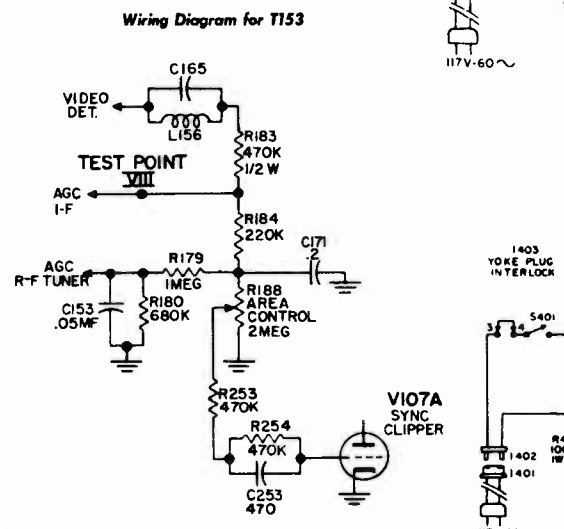 Wiring Diagram for T153
117V-60~
C165
VIDEO
DET.
L156
R183
470K
1/2 W
TEST POINT
VIII
AGC
I-F
R184
220K
C171
.2
AGC
R-F TUNER
R179
1MEG
C153
.05MF
R180
680K
R188
AREA
CONTROL
2MEG
1403
YOKE PLUG
INTERLOCK
3
4
S401
R253
470K
R254
470K
C253
470
V107A
SYNC
CLIPPER
1402
1401